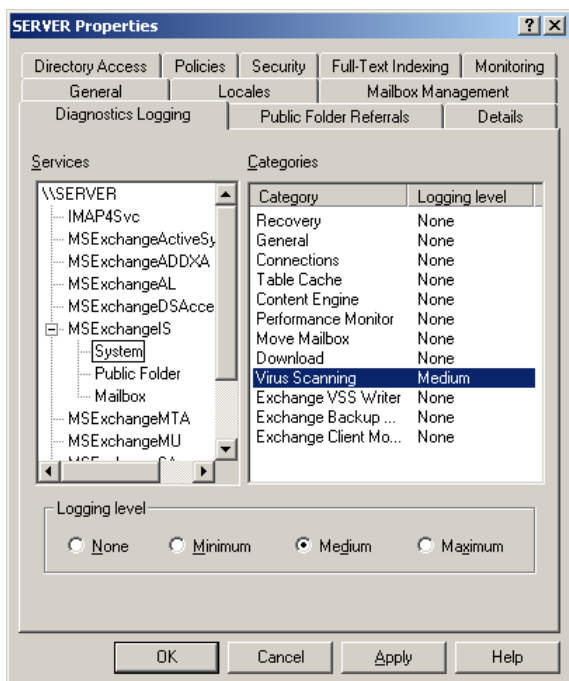 SERVER Properties
Directory Access Policies Security Full-Text Indexing Monitoring
General Locales Mailbox Management
Diagnostics Logging Public Folder Referrals Details
Services Categories
\\SERVER
IMAP4Svc
MSExchangeActiveSy
MSExchangeADDXA
MSExchangeAL
MSExchangeDSAcce
MSExchangeIS
System
Public Folder
Mailbox
MSExchangeMTA
MSExchangeMU
Category Logging level
Recovery None
General None
Connections None
Table Cache None
Content Engine None
Performance Monitor None
Move Mailbox None
Download None
Virus Scanning Medium
Exchange VSS Writer None
Exchange Backup ... None
Exchange Client Mo... None
Logging level
None Minimum Medium Maximum
OK Cancel Apply Help